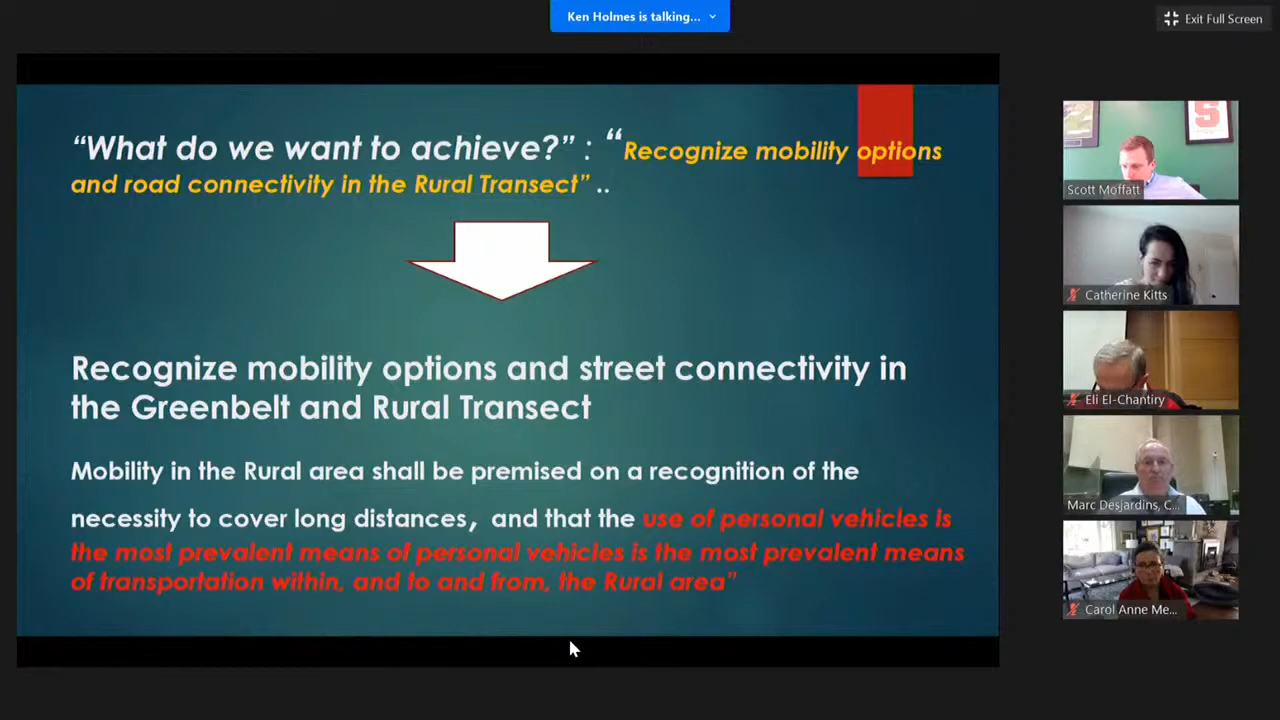 Ken Holmes is talking...
Exit Full Screen
“What do we want to achieve?” : “Recognize mobility options
and road connectivity in the Rural Transect” ..
Recognize mobility options and street connectivity in
the Greenbelt and Rural Transect
Mobility in the Rural area shall be premised on a recognition of the
necessity to cover long distances, and that the use of personal vehicles is
the most prevalent means of personal vehicles is the most prevalent means
of transportation within, and to and from, the Rural area”
Scott Moffatt
Catherine Kitts
Eli El-Chantiry
Marc Desjardins, C...
Carol Anne Me...